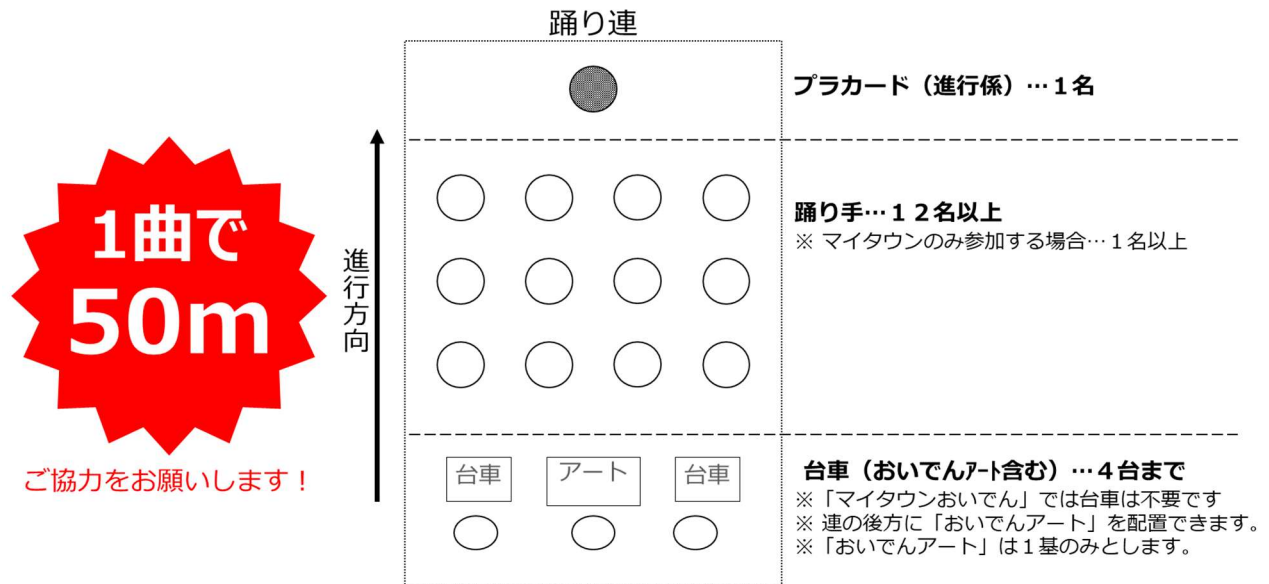 踊り連
プラカード（進行係）…１名
1曲で
50m
進行方向
踊り手…１２名以上
※ マイタウンのみ参加する場合…１名以上
ご協力をお願いします！
台車
アート
台車
台車（おいでんｱｰﾄ含む）…４台まで
※「マイタウンおいでん」では台車は不要です
※ 連の後方に「おいでんアート」を配置できます。
※「おいでんアート」は１基のみとします。